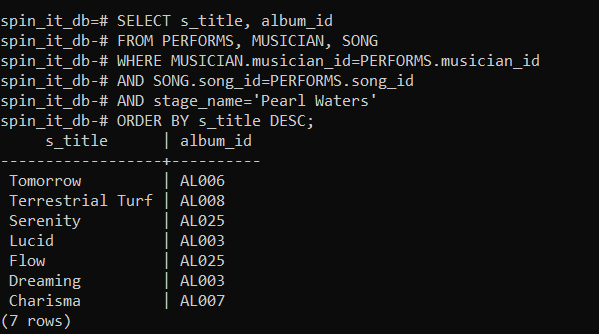 spin_it_db=# SELECT s_title, album_id
spin_it_db-# FROM PERFORMS, MUSICIAN, SONG
spin_it_db-# WHERE MUSICIAN.musician_id=PERFORMS.musician_id
spin_it_db-# AND SONG.song_id=PERFORMS.song_id
spin_it_db-# AND stage_name='Pearl Waters'
spin_it_db-# ORDER BY s_title DESC;
     s_title      | album_id
------------------+----------
 Tomorrow         | AL006
 Terrestrial Turf | AL008
 Serenity         | AL025
 Lucid            | AL003
 Flow             | AL025
 Dreaming         | AL003
 Charisma         | AL007
(7 rows)